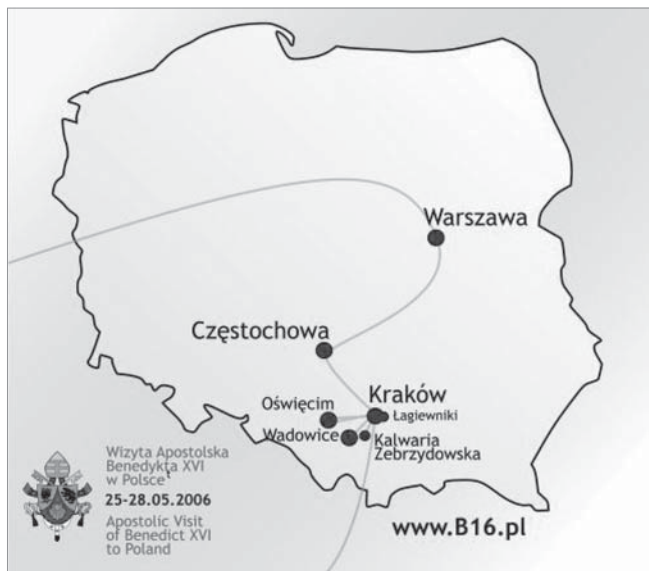 Warszawa
Częstochowa
Kraków
Łagiewniki
Oświęcim
Wadowice
Kalwaria
Zebrzydowska
Wizyta Apostolska
Benedykta XVI
w Polsce
25-28.05.2006
Apostolic Visit
of Benedict XVI
to Poland
www.B16.pl